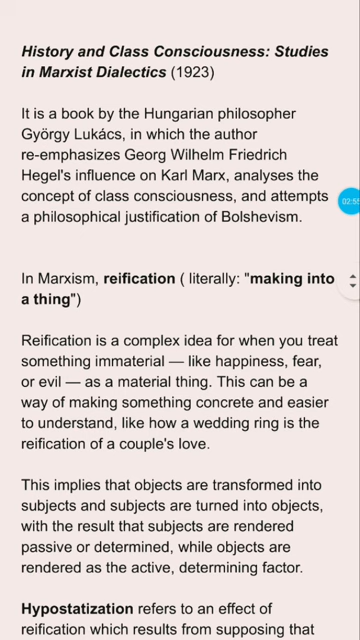 History and Class Consciousness: Studies
in Marxist Dialectics (1923)
It is a book by the Hungarian philosopher
György Lukács, in which the author
re-emphasizes Georg Wilhelm Friedrich
Hegel's influence on Karl Marx, analyses the
concept of class consciousness, and attempts
a philosophical justification of Bolshevism.
02:55
In Marxism, reification ( literally: "making into
a thing")
Reification is a complex idea for when you treat
something immaterial — like happiness, fear,
or evil — as a material thing. This can be a
way of making something concrete and easier
to understand, like how a wedding ring is the
reification of a couple's love.
This implies that objects are transformed into
subjects and subjects are turned into objects,
with the result that subjects are rendered
passive or determined, while objects are
rendered as the active, determining factor.
Hypostatization refers to an effect of
reification which results from supposing that